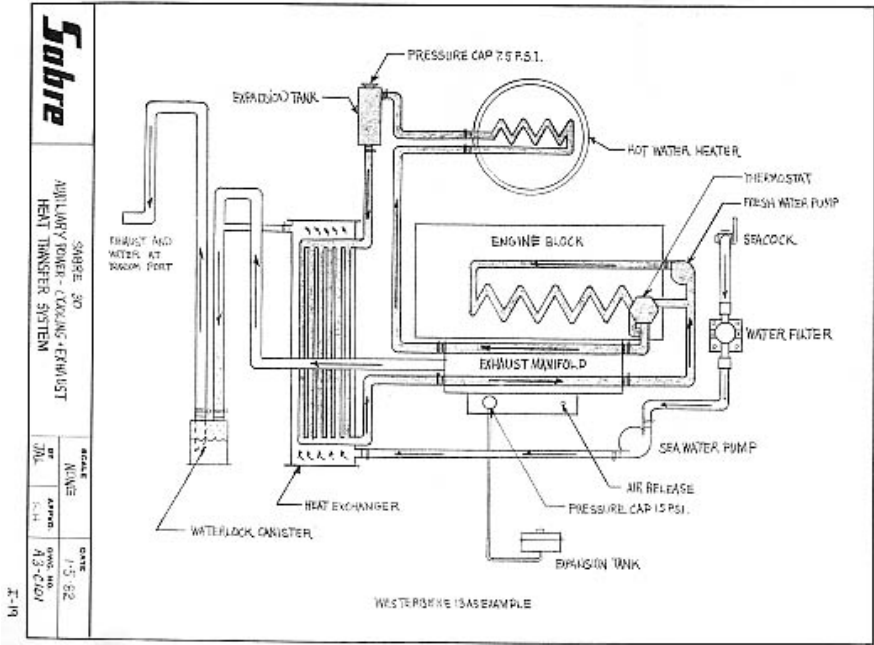 PRESSURE CAP 7.5 P.S.I.
EXPANSION TANK
HOT WATER HEATER
THERMOSTAT
FRESH WATER PUMP
SEACOCK
ENGINE BLOCK
EXHAUST AND
WATER AT
TRANSOM PORT
WATER FILTER
EXHAUST MANIFOLD
SEA WATER PUMP
AIR RELEASE
HEAT EXCHANGER
PRESSURE CAP 15 PSI.
WATERLOCK CANISTER
EXPANSION TANK
WESTERBEKE 13 AS EXAMPLE
Sabre
SABRE 30
AUXILIARY POWER - COOLING + EXHAUST
HEAT TRANSFER SYSTEM
SCALE
NONE
DATE
1-5-82
BY
JAL
APPVD.
DWG. NO.
A3-C101
I-19